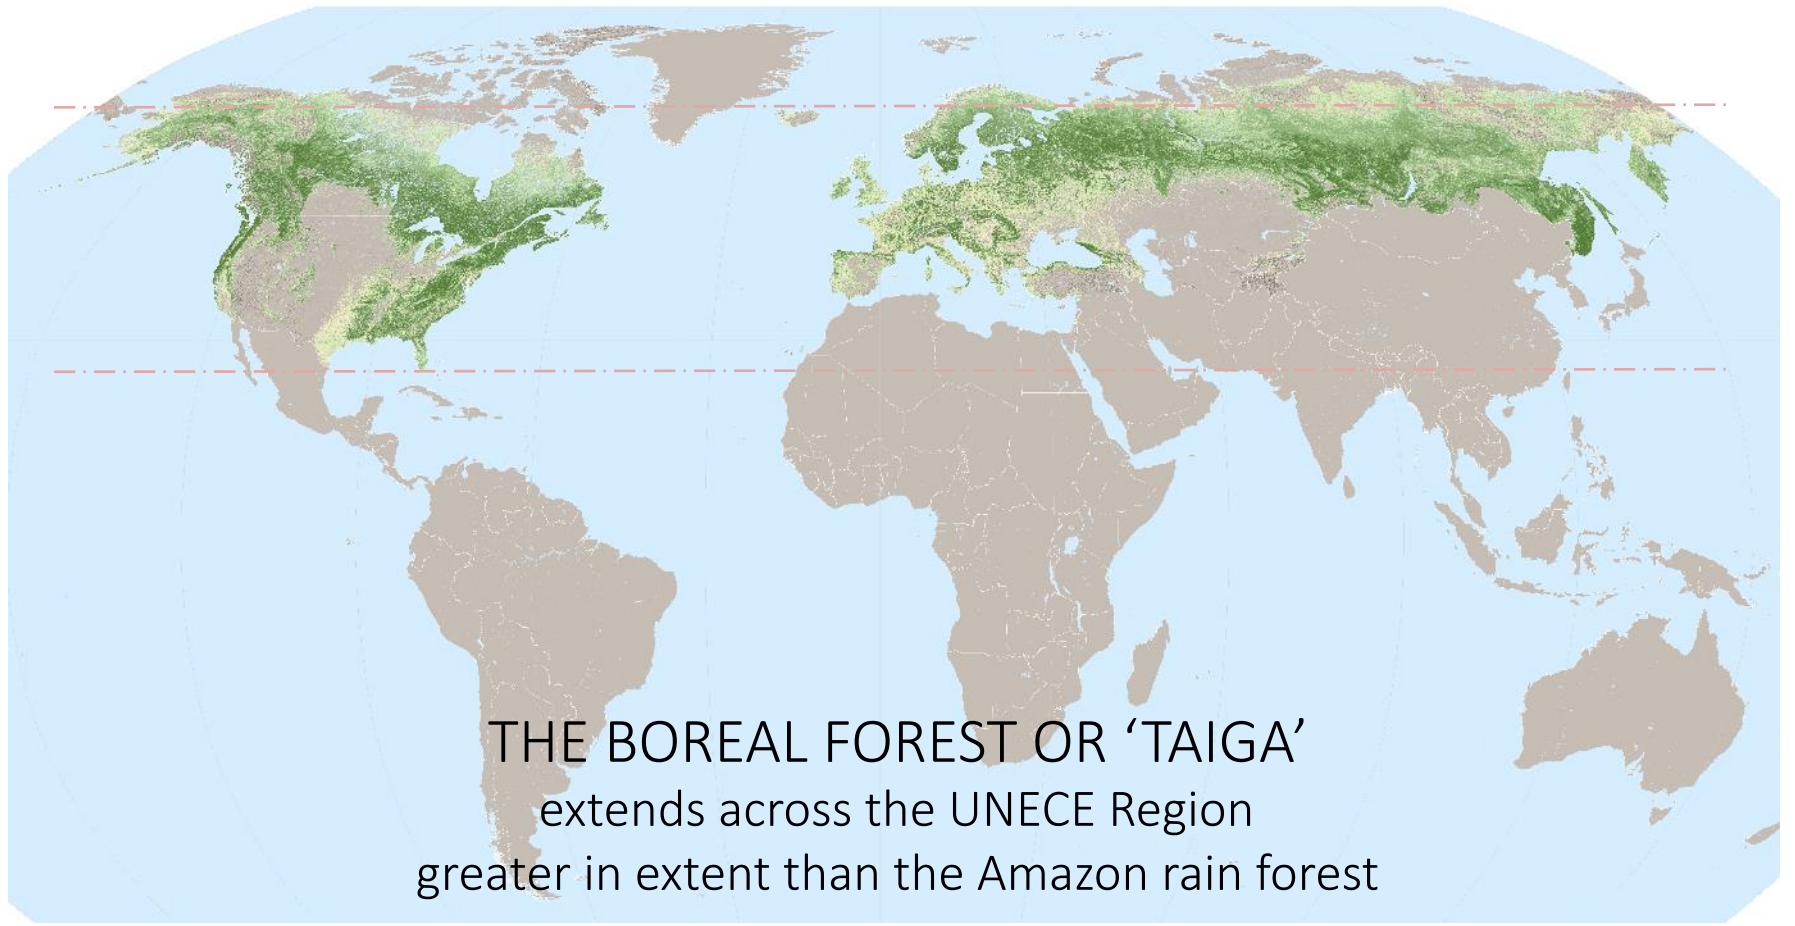 THE BOREAL FOREST OR ‘TAIGA’
extends across the UNECE Region
greater in extent than the Amazon rain forest